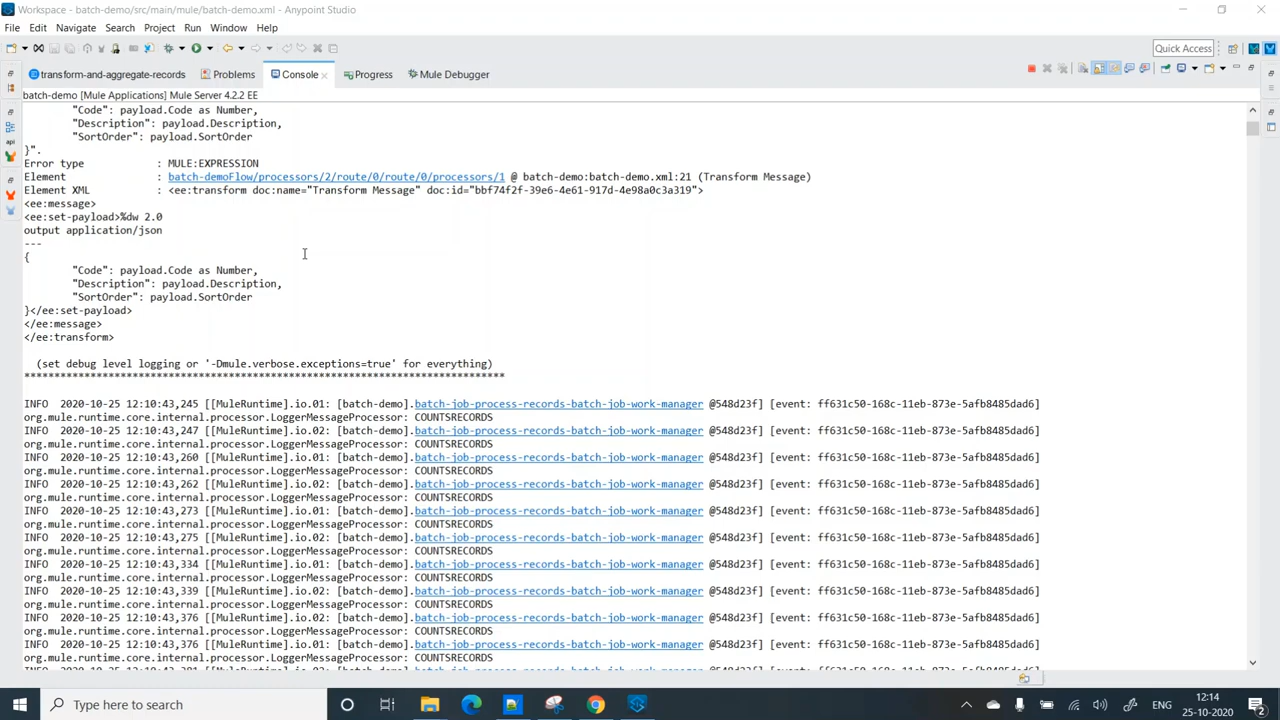 Workspace - batch-demo/src/main/mule/batch-demo.xml - Anypoint Studio
File Edit Navigate Search Project Run Window Help
Quick Access
transform-and-aggregate-records Problems Console Progress Mule Debugger
batch-demo [Mule Applications] Mule Server 4.2.2 EE
"Code": payload.Code as Number,
"Description": payload.Description,
"SortOrder": payload.SortOrder
}".
Error type : MULE:EXPRESSION
Element : batch-demoFlow/processors/2/route/0/route/0/processors/1 @ batch-demo:batch-demo.xml:21 (Transform Message)
Element XML : <ee:transform doc:name="Transform Message" doc:id="bbf74f2f-39e6-4e61-917d-4e98a0c3a319">
<ee:message>
<ee:set-payload>%dw 2.0
output application/json
---
{
"Code": payload.Code as Number,
"Description": payload.Description,
"SortOrder": payload.SortOrder
}</ee:set-payload>
</ee:message>
</ee:transform>
(set debug level logging or '-Dmule.verbose.exceptions=true' for everything)
********************************************************************************
INFO 2020-10-25 12:10:43,245 [[MuleRuntime].io.01: [batch-demo].batch-job-process-records-batch-job-work-manager @548d23f] [event: ff631c50-168c-11eb-873e-5afb8485dad6]
org.mule.runtime.core.internal.processor.LoggerMessageProcessor: COUNTSRECORDS
INFO 2020-10-25 12:10:43,247 [[MuleRuntime].io.02: [batch-demo].batch-job-process-records-batch-job-work-manager @548d23f] [event: ff631c50-168c-11eb-873e-5afb8485dad6]
org.mule.runtime.core.internal.processor.LoggerMessageProcessor: COUNTSRECORDS
INFO 2020-10-25 12:10:43,260 [[MuleRuntime].io.01: [batch-demo].batch-job-process-records-batch-job-work-manager @548d23f] [event: ff631c50-168c-11eb-873e-5afb8485dad6]
org.mule.runtime.core.internal.processor.LoggerMessageProcessor: COUNTSRECORDS
INFO 2020-10-25 12:10:43,262 [[MuleRuntime].io.02: [batch-demo].batch-job-process-records-batch-job-work-manager @548d23f] [event: ff631c50-168c-11eb-873e-5afb8485dad6]
org.mule.runtime.core.internal.processor.LoggerMessageProcessor: COUNTSRECORDS
INFO 2020-10-25 12:10:43,273 [[MuleRuntime].io.01: [batch-demo].batch-job-process-records-batch-job-work-manager @548d23f] [event: ff631c50-168c-11eb-873e-5afb8485dad6]
org.mule.runtime.core.internal.processor.LoggerMessageProcessor: COUNTSRECORDS
INFO 2020-10-25 12:10:43,275 [[MuleRuntime].io.02: [batch-demo].batch-job-process-records-batch-job-work-manager @548d23f] [event: ff631c50-168c-11eb-873e-5afb8485dad6]
org.mule.runtime.core.internal.processor.LoggerMessageProcessor: COUNTSRECORDS
INFO 2020-10-25 12:10:43,334 [[MuleRuntime].io.01: [batch-demo].batch-job-process-records-batch-job-work-manager @548d23f] [event: ff631c50-168c-11eb-873e-5afb8485dad6]
org.mule.runtime.core.internal.processor.LoggerMessageProcessor: COUNTSRECORDS
INFO 2020-10-25 12:10:43,339 [[MuleRuntime].io.02: [batch-demo].batch-job-process-records-batch-job-work-manager @548d23f] [event: ff631c50-168c-11eb-873e-5afb8485dad6]
org.mule.runtime.core.internal.processor.LoggerMessageProcessor: COUNTSRECORDS
INFO 2020-10-25 12:10:43,376 [[MuleRuntime].io.02: [batch-demo].batch-job-process-records-batch-job-work-manager @548d23f] [event: ff631c50-168c-11eb-873e-5afb8485dad6]
org.mule.runtime.core.internal.processor.LoggerMessageProcessor: COUNTSRECORDS
INFO 2020-10-25 12:10:43,376 [[MuleRuntime].io.01: [batch-demo].batch-job-process-records-batch-job-work-manager @548d23f] [event: ff631c50-168c-11eb-873e-5afb8485dad6]
org.mule.runtime.core.internal.processor.LoggerMessageProcessor: COUNTSRECORDS
Type here to search
ENG
12:14
25-10-2020
2